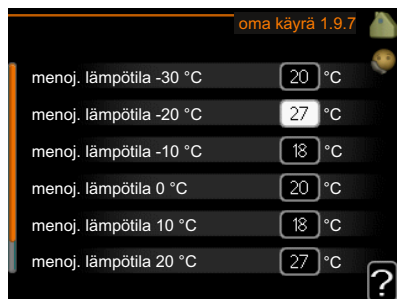 oma käyrä 1.9.7
menoj. lämpötila -30 °C 20 °C
menoj. lämpötila -20 °C 27 °C
menoj. lämpötila -10 °C 18 °C
menoj. lämpötila 0 °C 20 °C
menoj. lämpötila 10 °C 18 °C
menoj. lämpötila 20 °C 27 °C
?